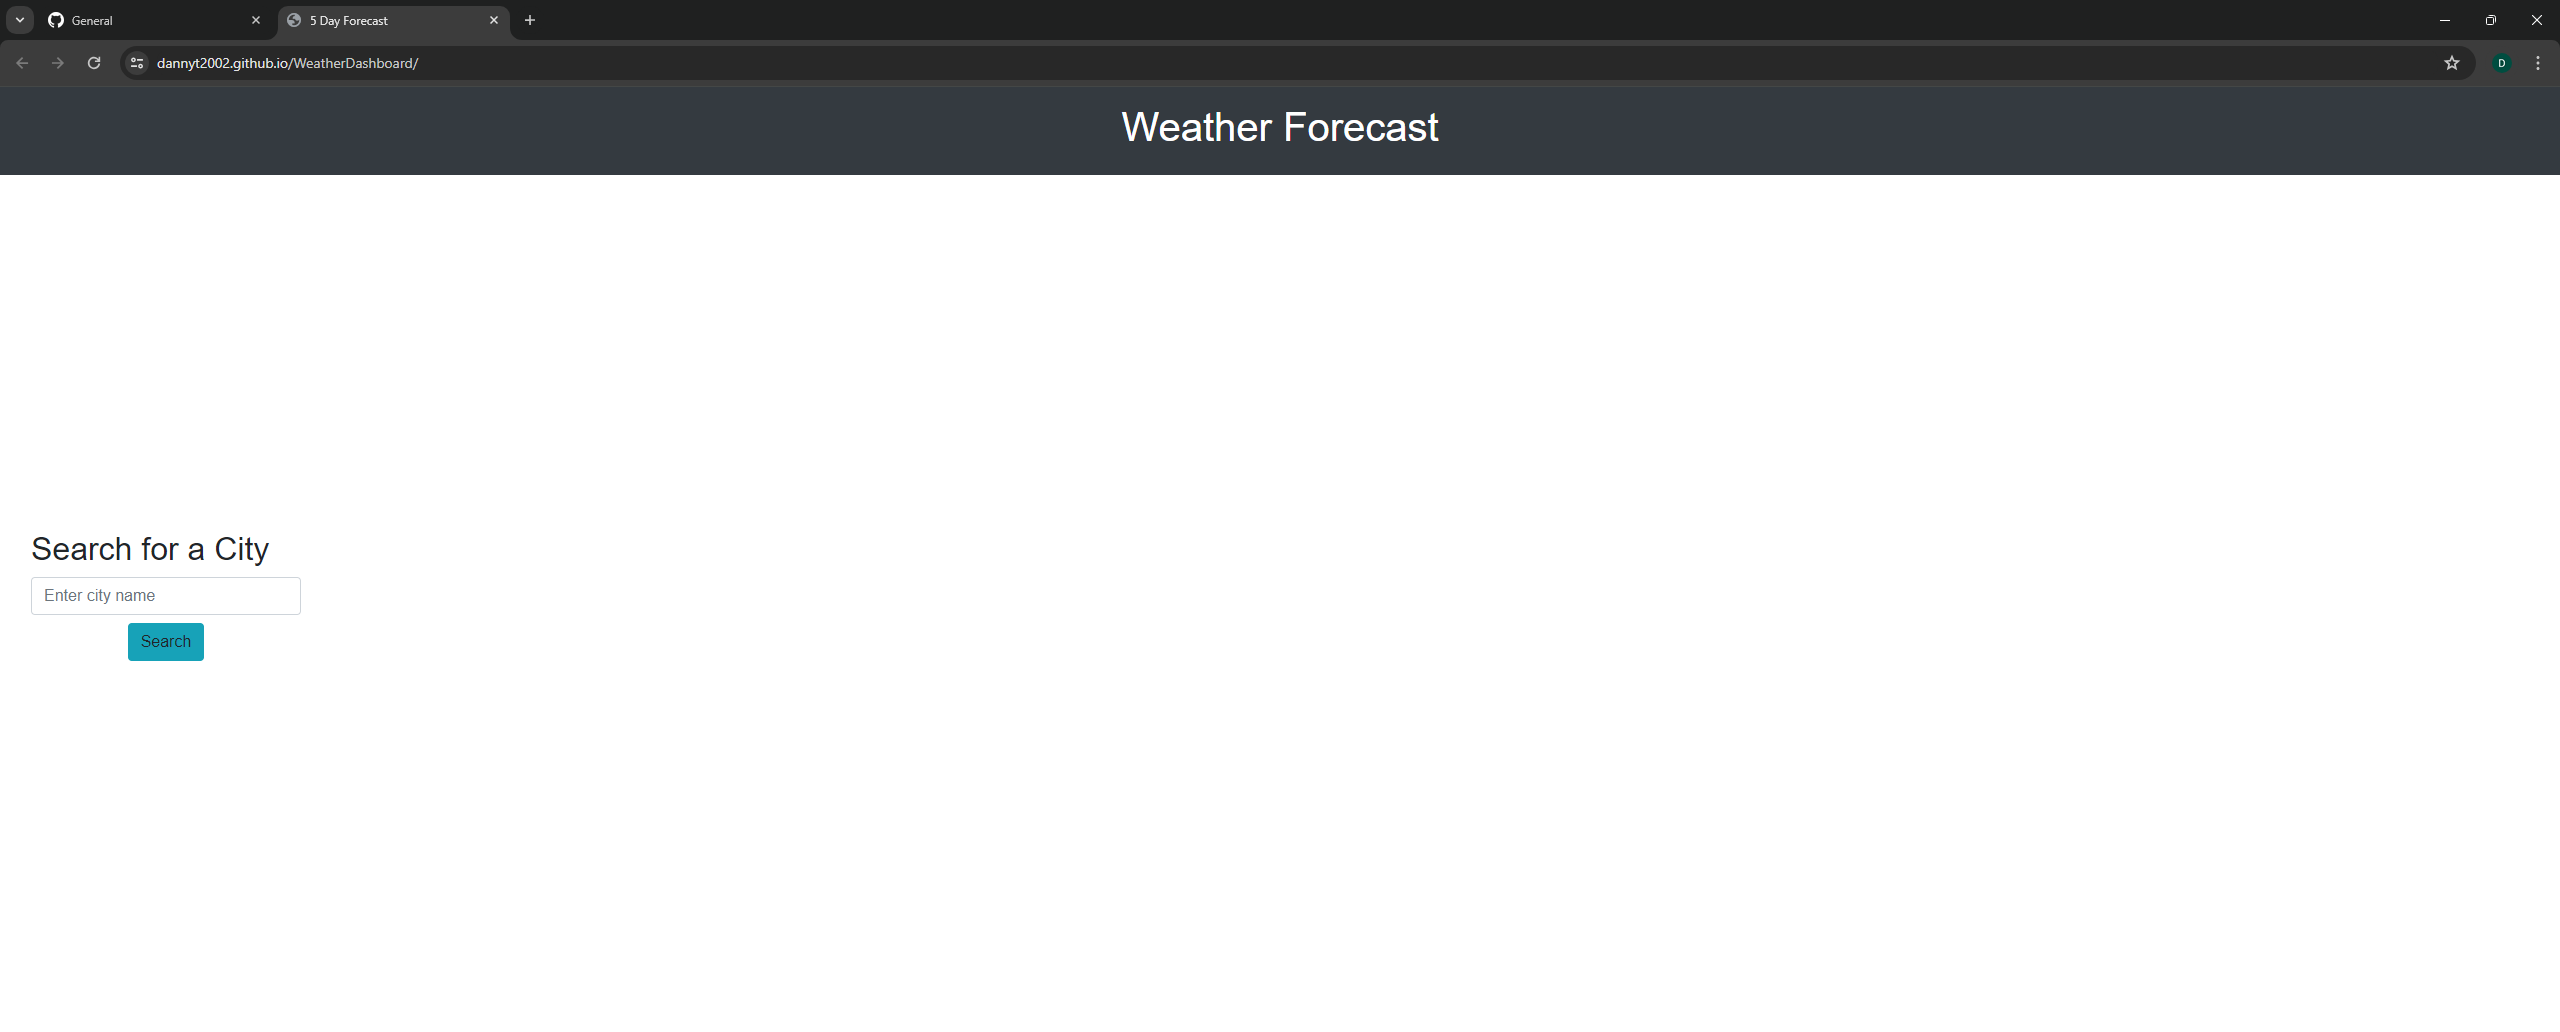 General
5 Day Forecast
dannyt2002.github.io/WeatherDashboard/
D
Weather Forecast
Search for a City
Enter city name
Search